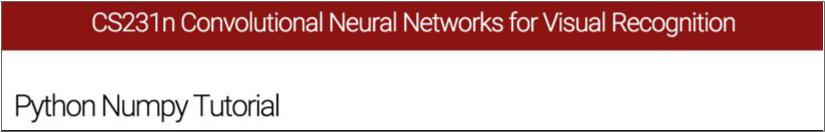 CS231n Convolutional Neural Networks for Visual Recognition
Python Numpy Tutorial